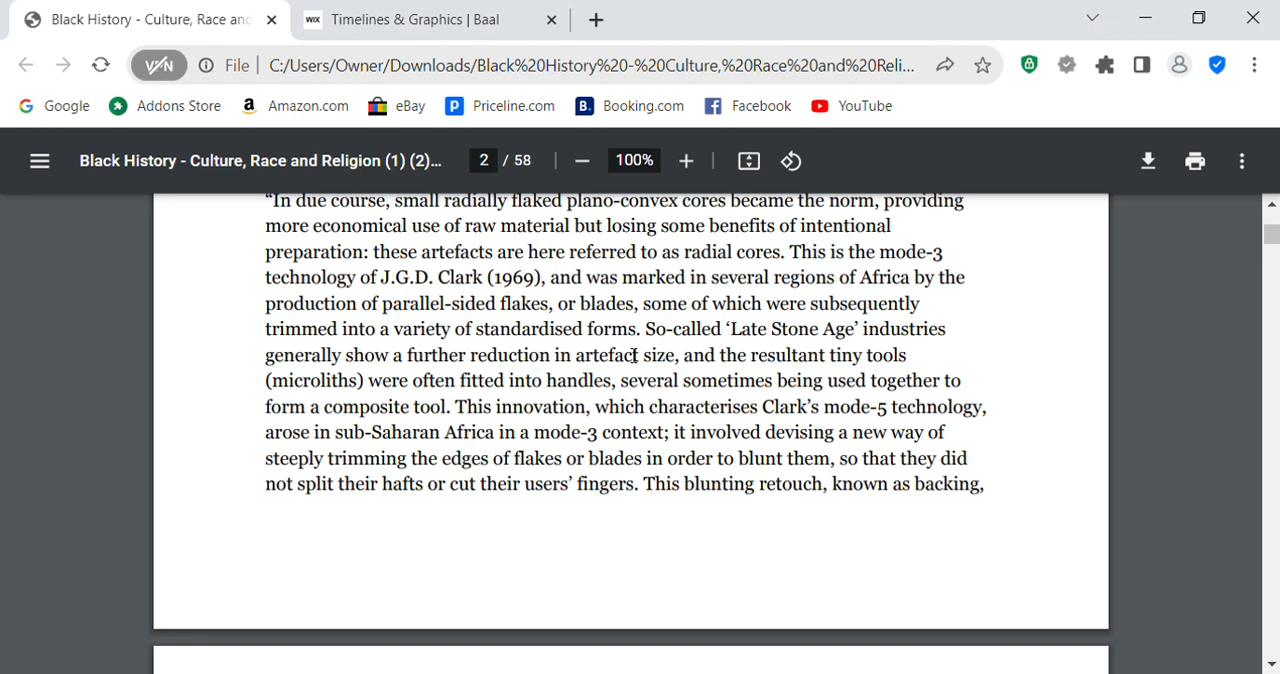 Black History - Culture, Race and
Timelines & Graphics | Baal
VPN
File
C:/Users/Owner/Downloads/Black%20History%20-%20Culture,%20Race%20and%20Reli...
Google
Addons Store
Amazon.com
eBay
Priceline.com
Booking.com
Facebook
YouTube
Black History - Culture, Race and Religion (1) (2)...
2 / 58
100%
“In due course, small radially flaked plano-convex cores became the norm, providing
more economical use of raw material but losing some benefits of intentional
preparation: these artefacts are here referred to as radial cores. This is the mode-3
technology of J.G.D. Clark (1969), and was marked in several regions of Africa by the
production of parallel-sided flakes, or blades, some of which were subsequently
trimmed into a variety of standardised forms. So-called ‘Late Stone Age’ industries
generally show a further reduction in artefact size, and the resultant tiny tools
(microliths) were often fitted into handles, several sometimes being used together to
form a composite tool. This innovation, which characterises Clark’s mode-5 technology,
arose in sub-Saharan Africa in a mode-3 context; it involved devising a new way of
steeply trimming the edges of flakes or blades in order to blunt them, so that they did
not split their hafts or cut their users’ fingers. This blunting retouch, known as backing,